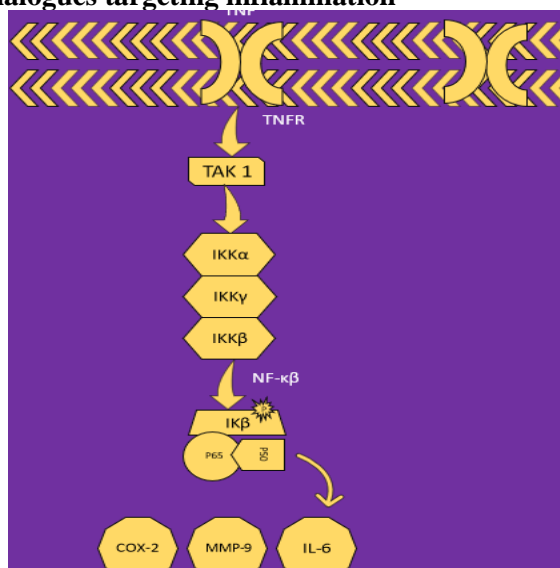 alogues targeting inflammation
TNF
TNFR
TAK 1
IKKα
IKKγ
IKKβ
NF-κβ
P
IKβ
P65
P50
COX-2
MMP-9
IL-6